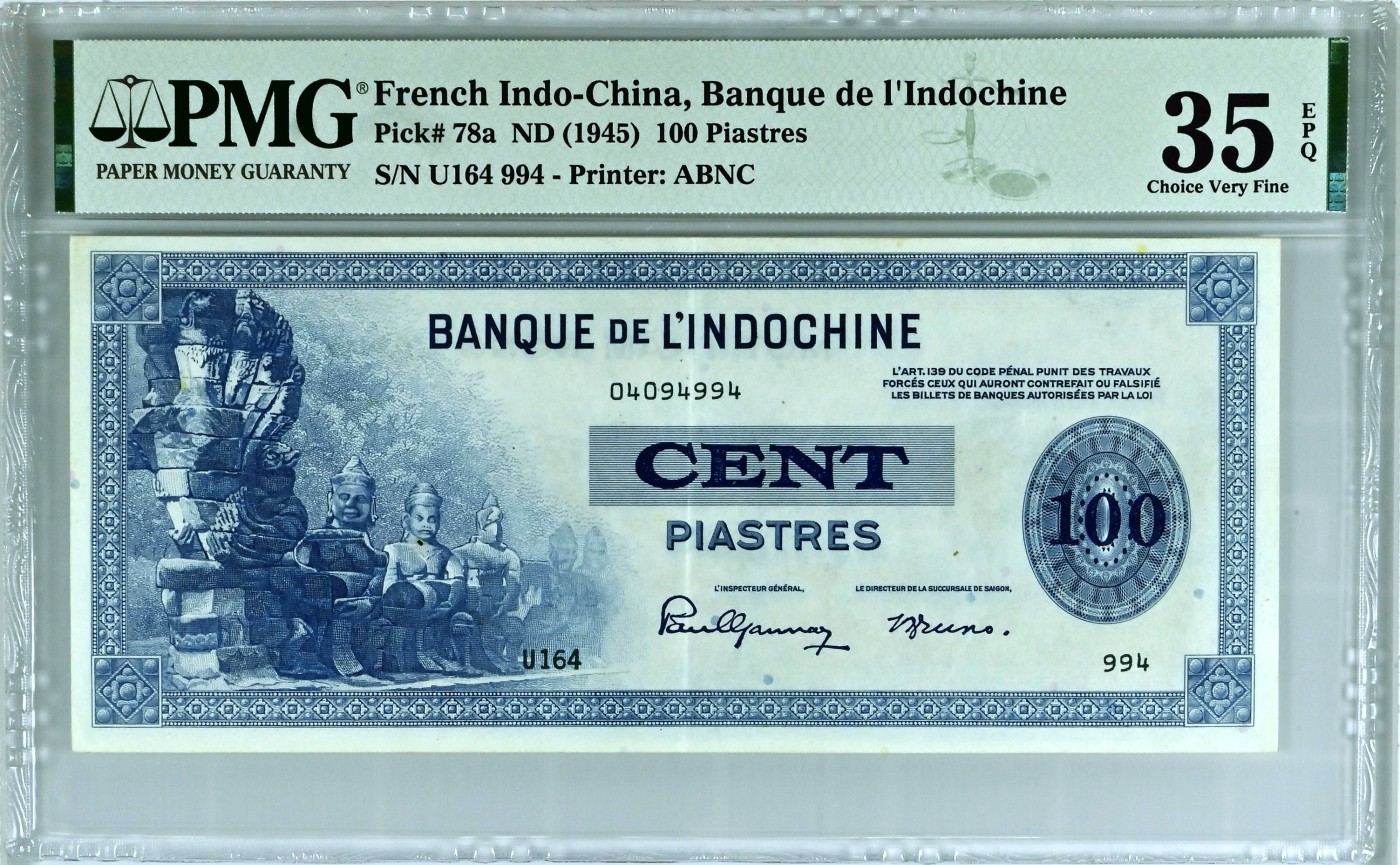 PMG®
PAPER MONEY GUARANTY
French Indo-China, Banque de l'Indochine
Pick# 78a ND (1945) 100 Piastres
S/N U164 994 - Printer: ABNC
35
EPQ
Choice Very Fine
BANQUE DE L'INDOCHINE
04094994
L'ART. 139 DU CODE PÉNAL PUNIT DES TRAVAUX
FORCÉS CEUX QUI AURONT CONTREFAIT OU FALSIFIÉ
LES BILLETS DE BANQUES AUTORISÉES PAR LA LOI
CENT
PIASTRES
100
L'INSPECTEUR GÉNÉRAL,
LE DIRECTEUR DE LA SUCCURSALE DE SAIGON,
Paul Gannay
Bruno.
U164
994